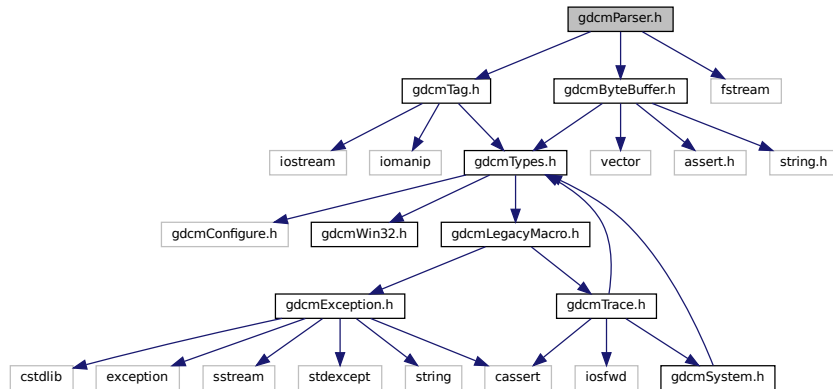 gdcmParser.h
gdcmTag.h
gdcmByteBuffer.h
fstream
iostream
iomanip
gdcmTypes.h
vector
assert.h
string.h
gdcmConfigure.h
gdcmWin32.h
gdcmLegacyMacro.h
gdcmException.h
gdcmTrace.h
cstdlib
exception
sstream
stdexcept
string
cassert
iosfwd
gdcmSystem.h